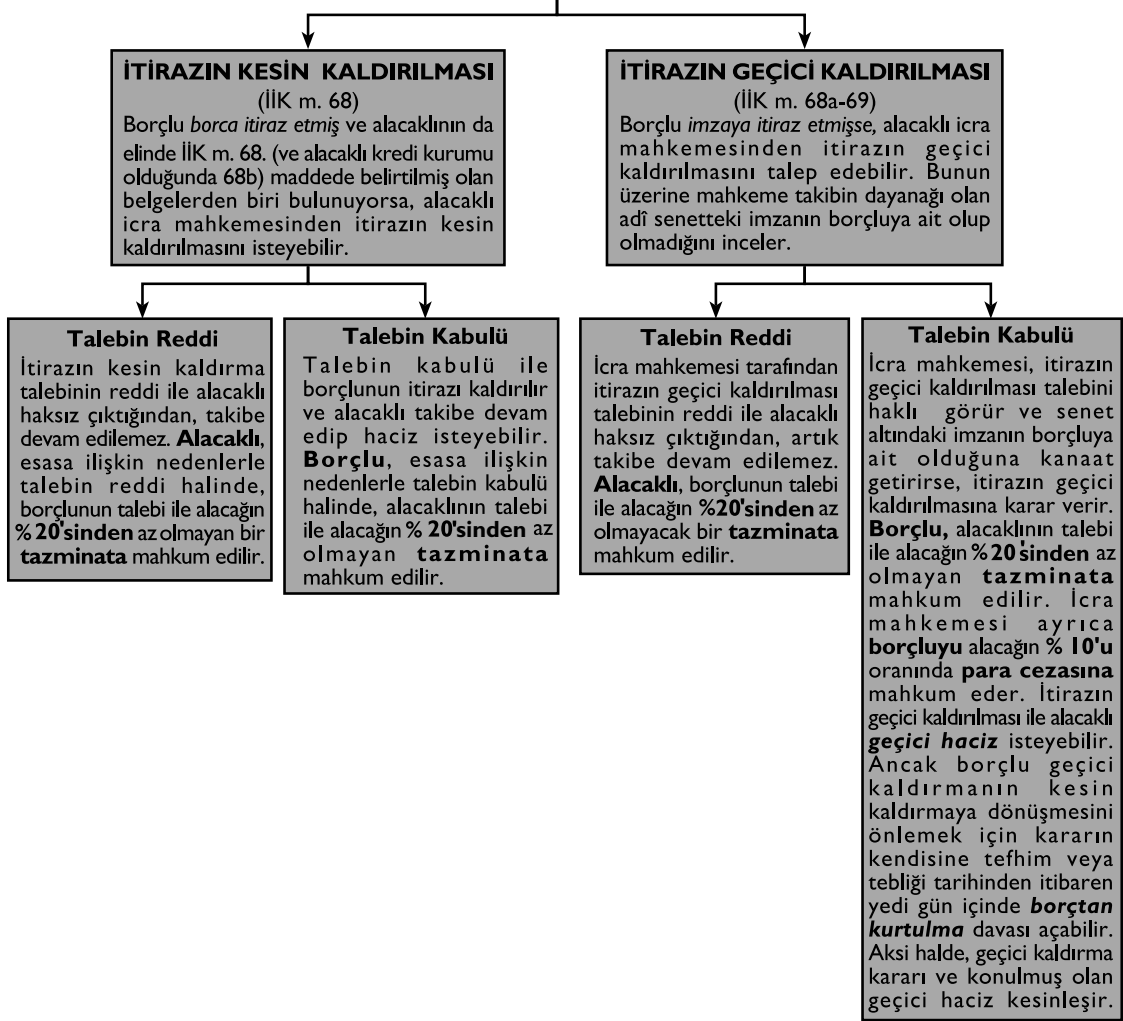 İTİRAZIN KESİN KALDIRILMASI
(İİK m. 68)
Borçlu borca itiraz etmiş ve alacaklının da
elinde İİK m. 68. (ve alacaklı kredi kurumu
olduğunda 68b) maddede belirtilmiş olan
belgelerden biri bulunuyorsa, alacaklı
icra mahkemesinden itirazın kesin
kaldırılmasını isteyebilir.
İTİRAZIN GEÇİCİ KALDIRILMASI
(İİK m. 68a-69)
Borçlu imzaya itiraz etmişse, alacaklı icra
mahkemesinden itirazın geçici
kaldırılmasını talep edebilir. Bunun
üzerine mahkeme takibin dayanağı olan
adî senetteki imzanın borçluya ait olup
olmadığını inceler.
Talebin Reddi
İtirazın kesin kaldırma
talebinin reddi ile alacaklı
haksız çıktığından, takibe
devam edilemez. Alacaklı,
esasa ilişkin nedenlerle
talebin reddi halinde,
borçlunun talebi ile alacağın
% 20'sinden az olmayan bir
tazminata mahkum edilir.
Talebin Kabulü
Talebin kabulü ile
borçlunun itirazı kaldırılır
ve alacaklı takibe devam
edip haciz isteyebilir.
Borçlu, esasa ilişkin
nedenlerle talebin kabulü
halinde, alacaklının talebi
ile alacağın % 20'sinden az
olmayan tazminata
mahkum edilir.
Talebin Reddi
İcra mahkemesi tarafından
itirazın geçici kaldırılması
talebinin reddi ile alacaklı
haksız çıktığından, artık
takibe devam edilemez.
Alacaklı, borçlunun talebi
ile alacağın %20'sinden az
olmayacak bir tazminata
mahkum edilir.
Talebin Kabulü
İcra mahkemesi, itirazın
geçici kaldırılması talebini
haklı görür ve senet
altındaki imzanın borçluya
ait olduğuna kanaat
getirirse, itirazın geçici
kaldırılmasına karar verir.
Borçlu, alacaklının talebi
ile alacağın %20'sinden az
olmayan tazminata
mahkum edilir. İcra
mahkemesi ayrıca
borçluyu alacağın % 10'u
oranında para cezasına
mahkum eder. İtirazın
geçici kaldırılması ile alacaklı
geçici haciz isteyebilir.
Ancak borçlu geçici
kaldırmanın kesin
kaldırmaya dönüşmesini
önlemek için kararın
kendisine tefhim veya
tebliği tarihinden itibaren
yedi gün içinde borçtan
kurtulma davası açabilir.
Aksi halde, geçici kaldırma
kararı ve konulmuş olan
geçici haciz kesinleşir.